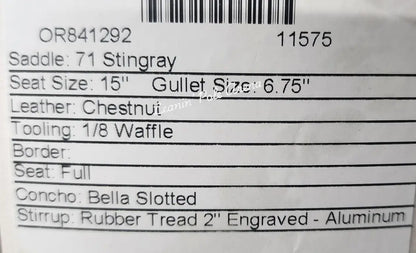 OR841292 11575
Saddle: 71 Stingray
Seat Size: 15" Gullet Size: 6.75"
Leather: Chestnut
Tooling: 1/8 Waffle
Border:
Seat: Full
Concho: Bella Slotted
Stirrup: Rubber Tread 2" Engraved - Aluminum